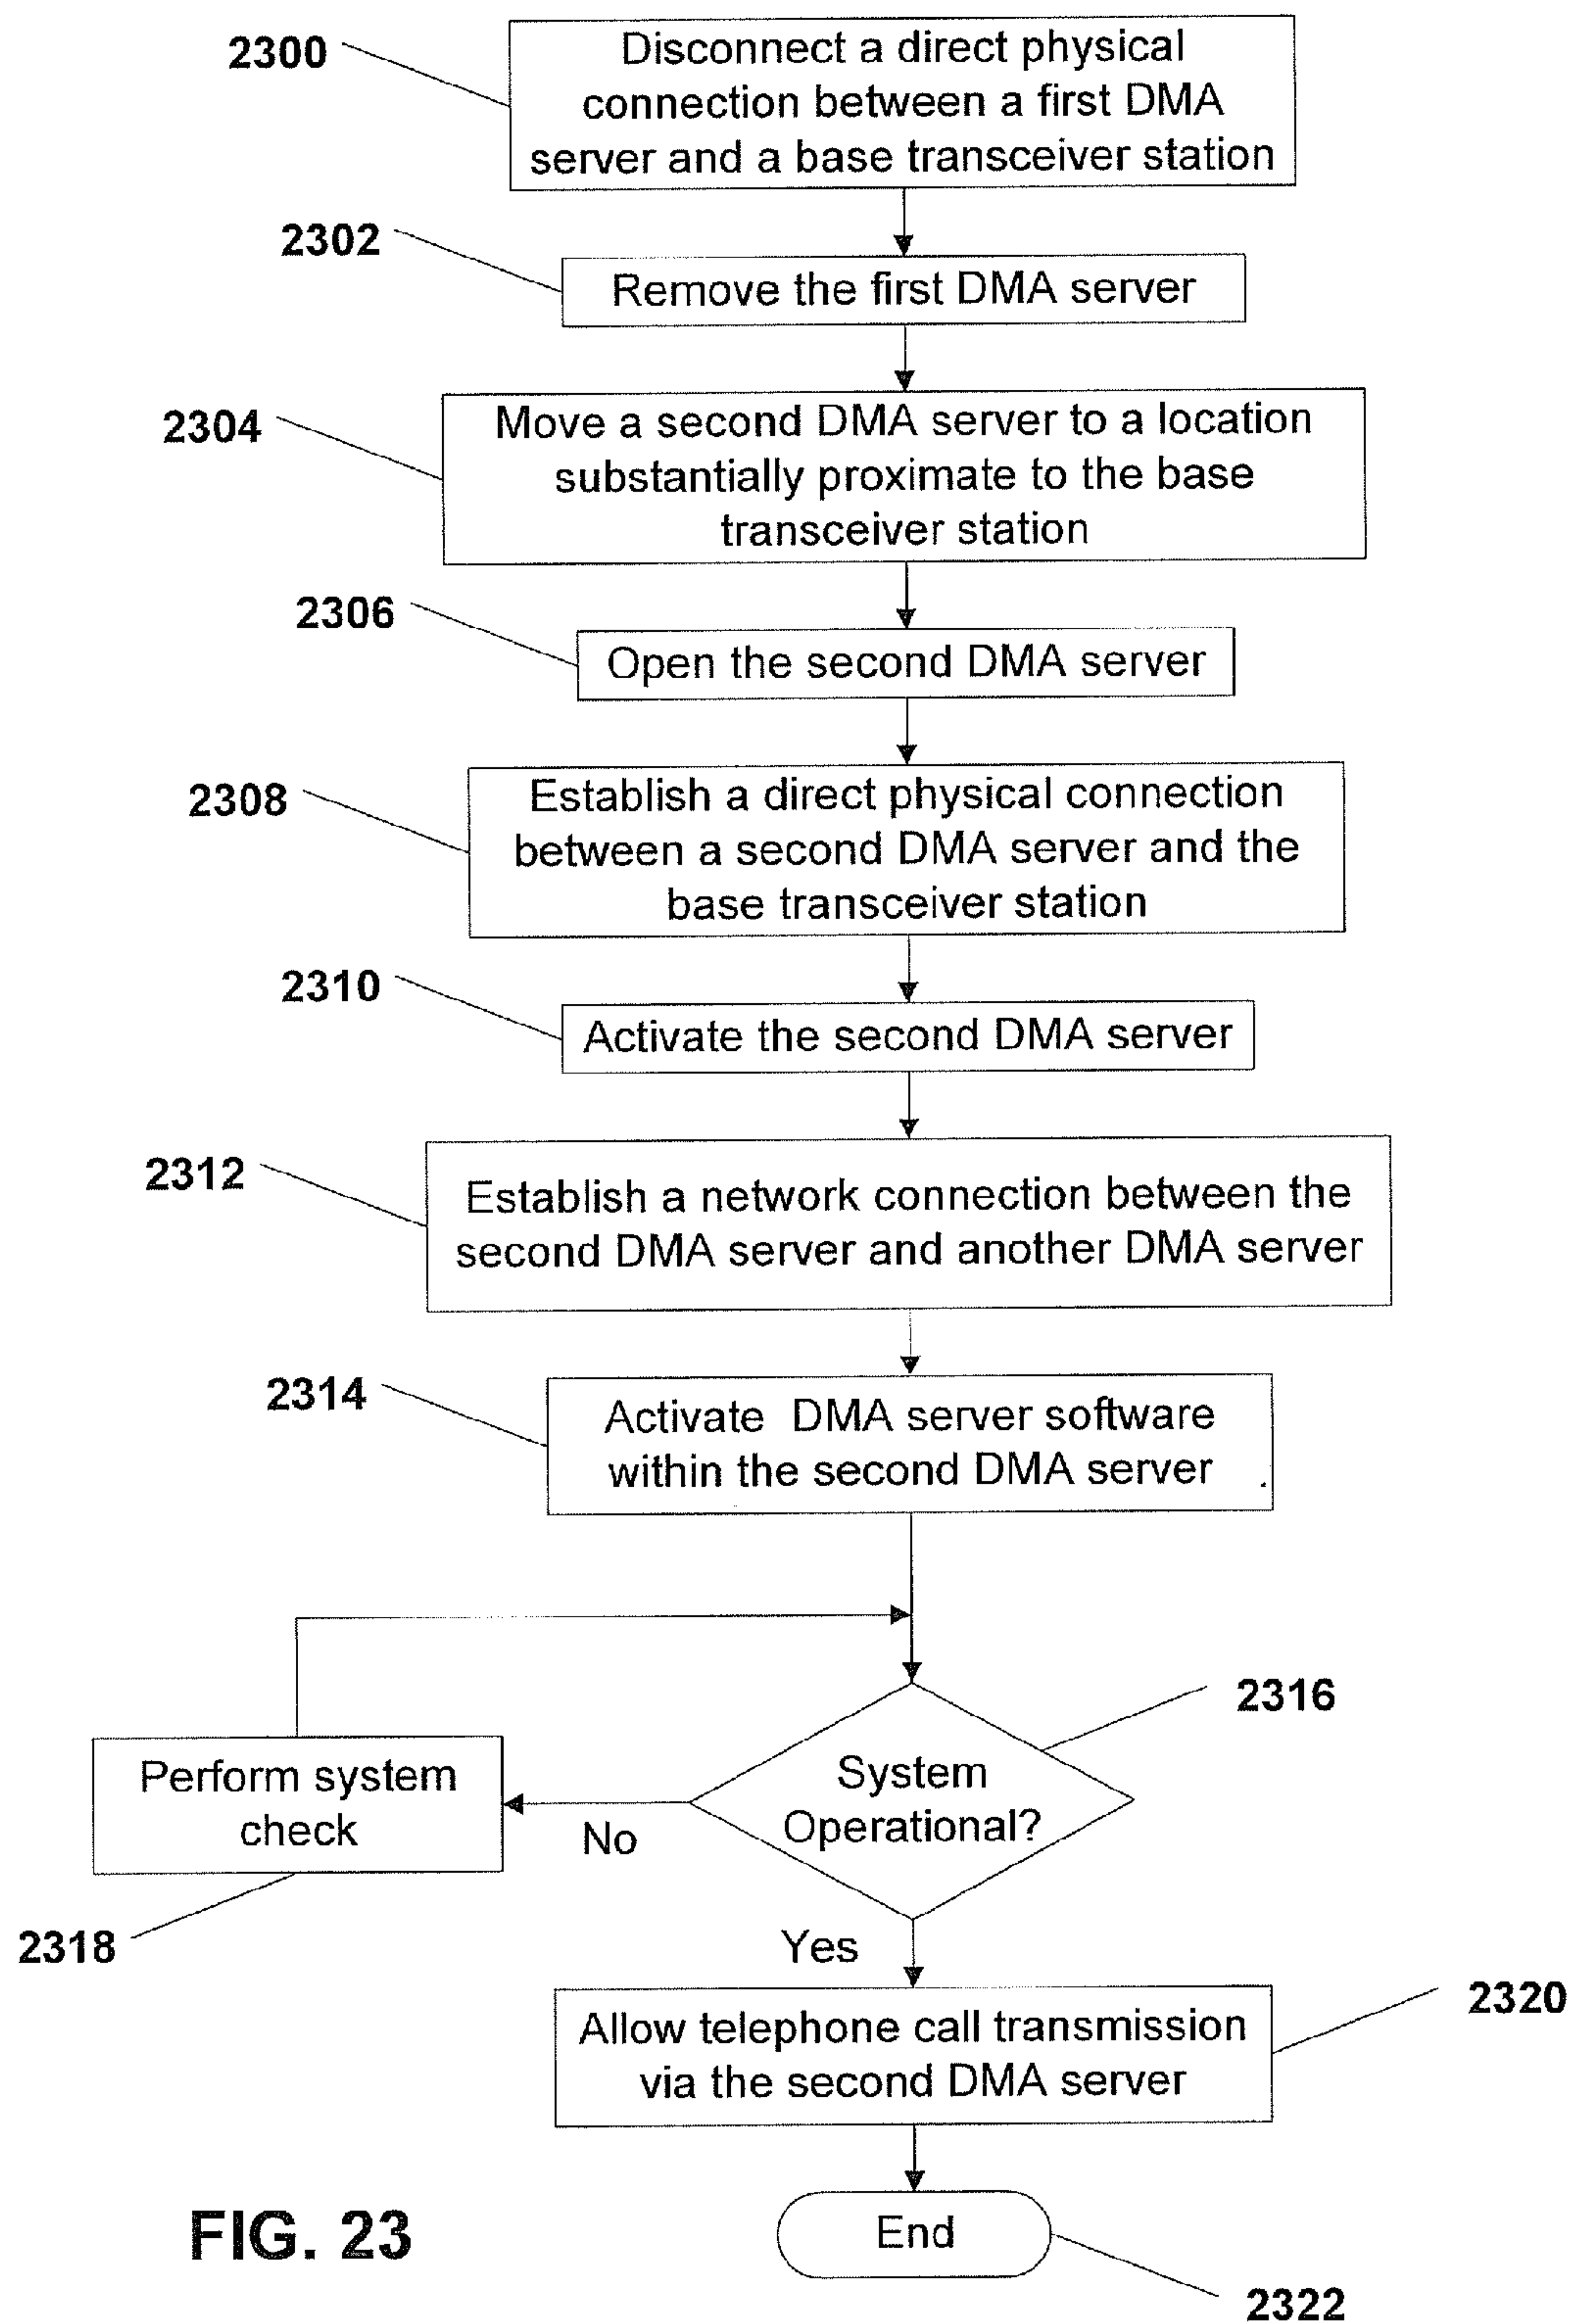 2300
Disconnect a direct physical
connection between a first DMA
server and a base transceiver station
2302
Remove the first DMA server
2304
Move a second DMA server to a location
substantially proximate to the base
transceiver station
2306
Open the second DMA server
2308
Establish a direct physical connection
between a second DMA server and the
base transceiver station
2310
Activate the second DMA server
2312
Establish a network connection between the
second DMA server and another DMA server
2314
Activate DMA server software
within the second DMA server
2316
System
Operational?
No
Perform system
check
2318
Yes
2320
Allow telephone call transmission
via the second DMA server
End
2322
FIG. 23